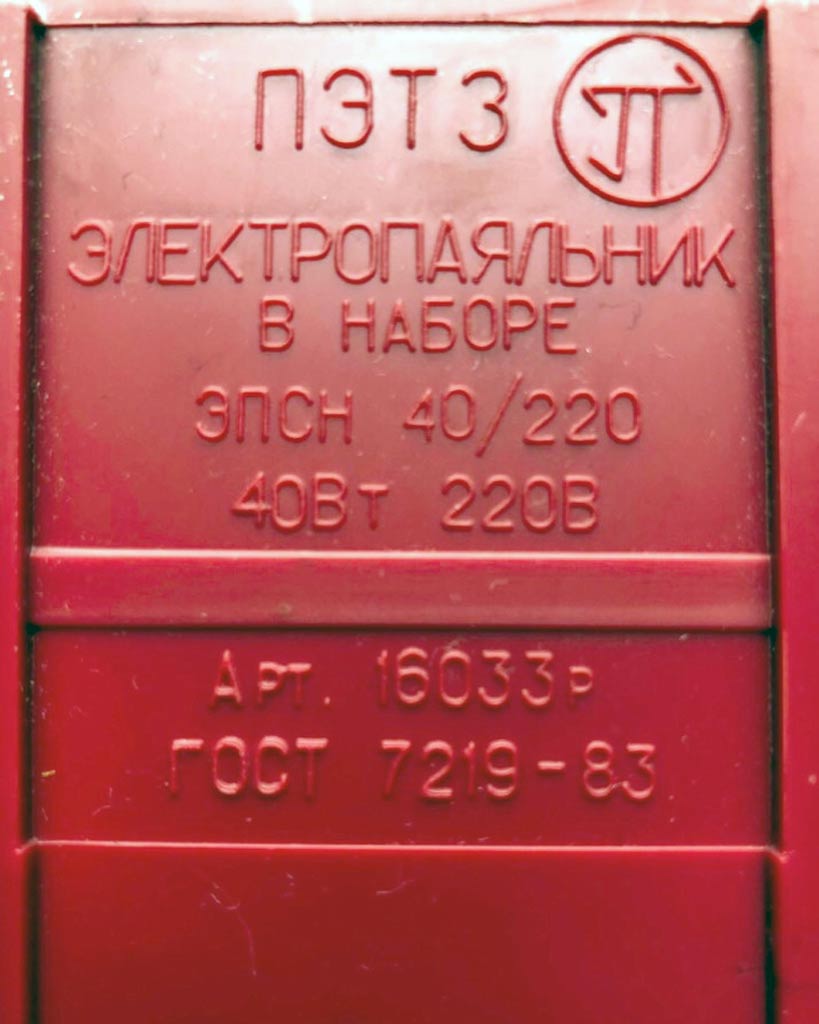 ПЭТЗ
ЭЛЕКТРОПАЯЛЬНИК
В НАБОРЕ
ЭПСН 40/220
40Вт 220В
Арт. 16033р
ГОСТ 7219-83